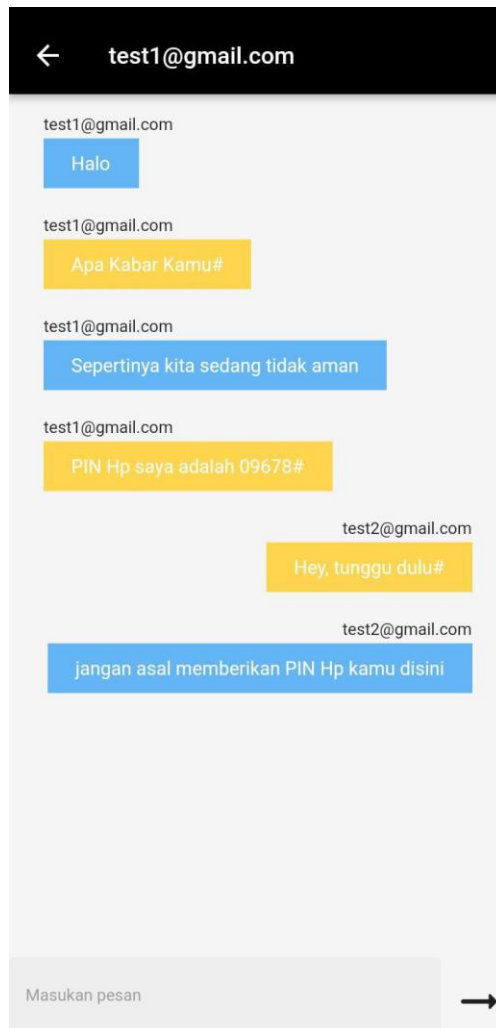 test1@gmail.com
test1@gmail.com
Halo
test1@gmail.com
Apa Kabar Kamu#
test1@gmail.com
Sepertinya kita sedang tidak aman
test1@gmail.com
PIN Hp saya adalah 09678#
test2@gmail.com
Hey, tunggu dulu#
test2@gmail.com
jangan asal memberikan PIN Hp kamu disini
Masukan pesan